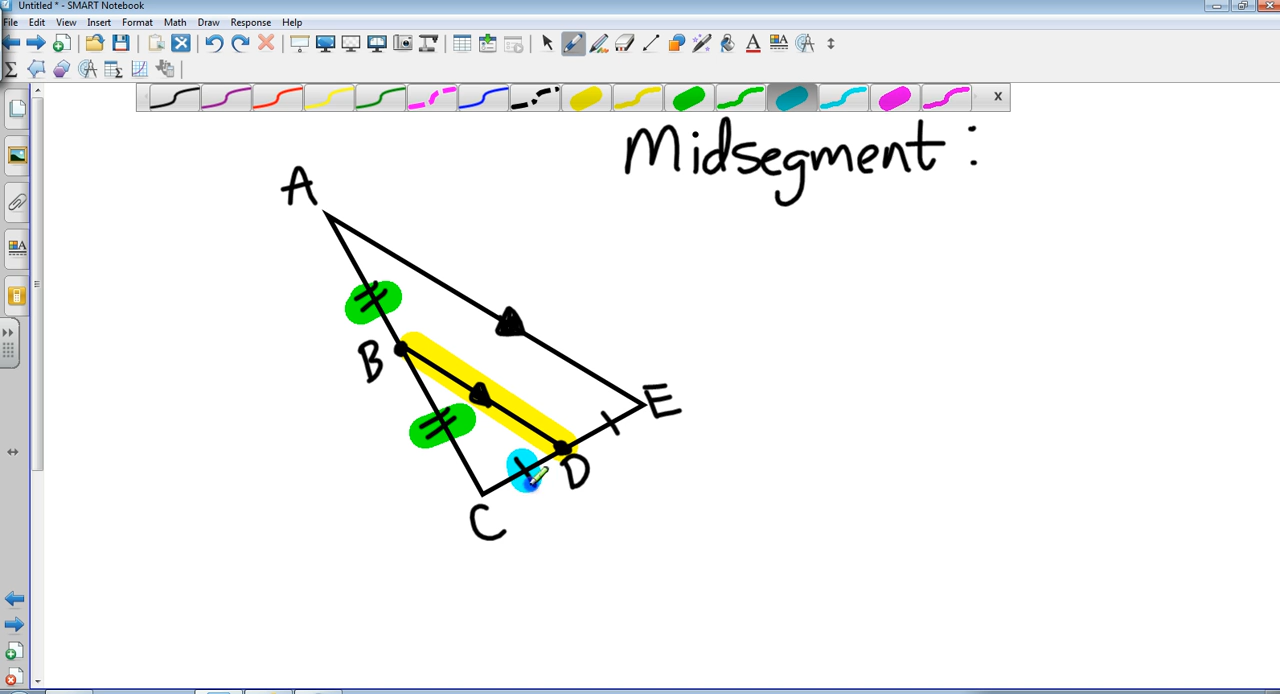 Untitled * - SMART Notebook
File Edit View Insert Format Math Draw Response Help
x
Midsegment :
A
B
E
D
C